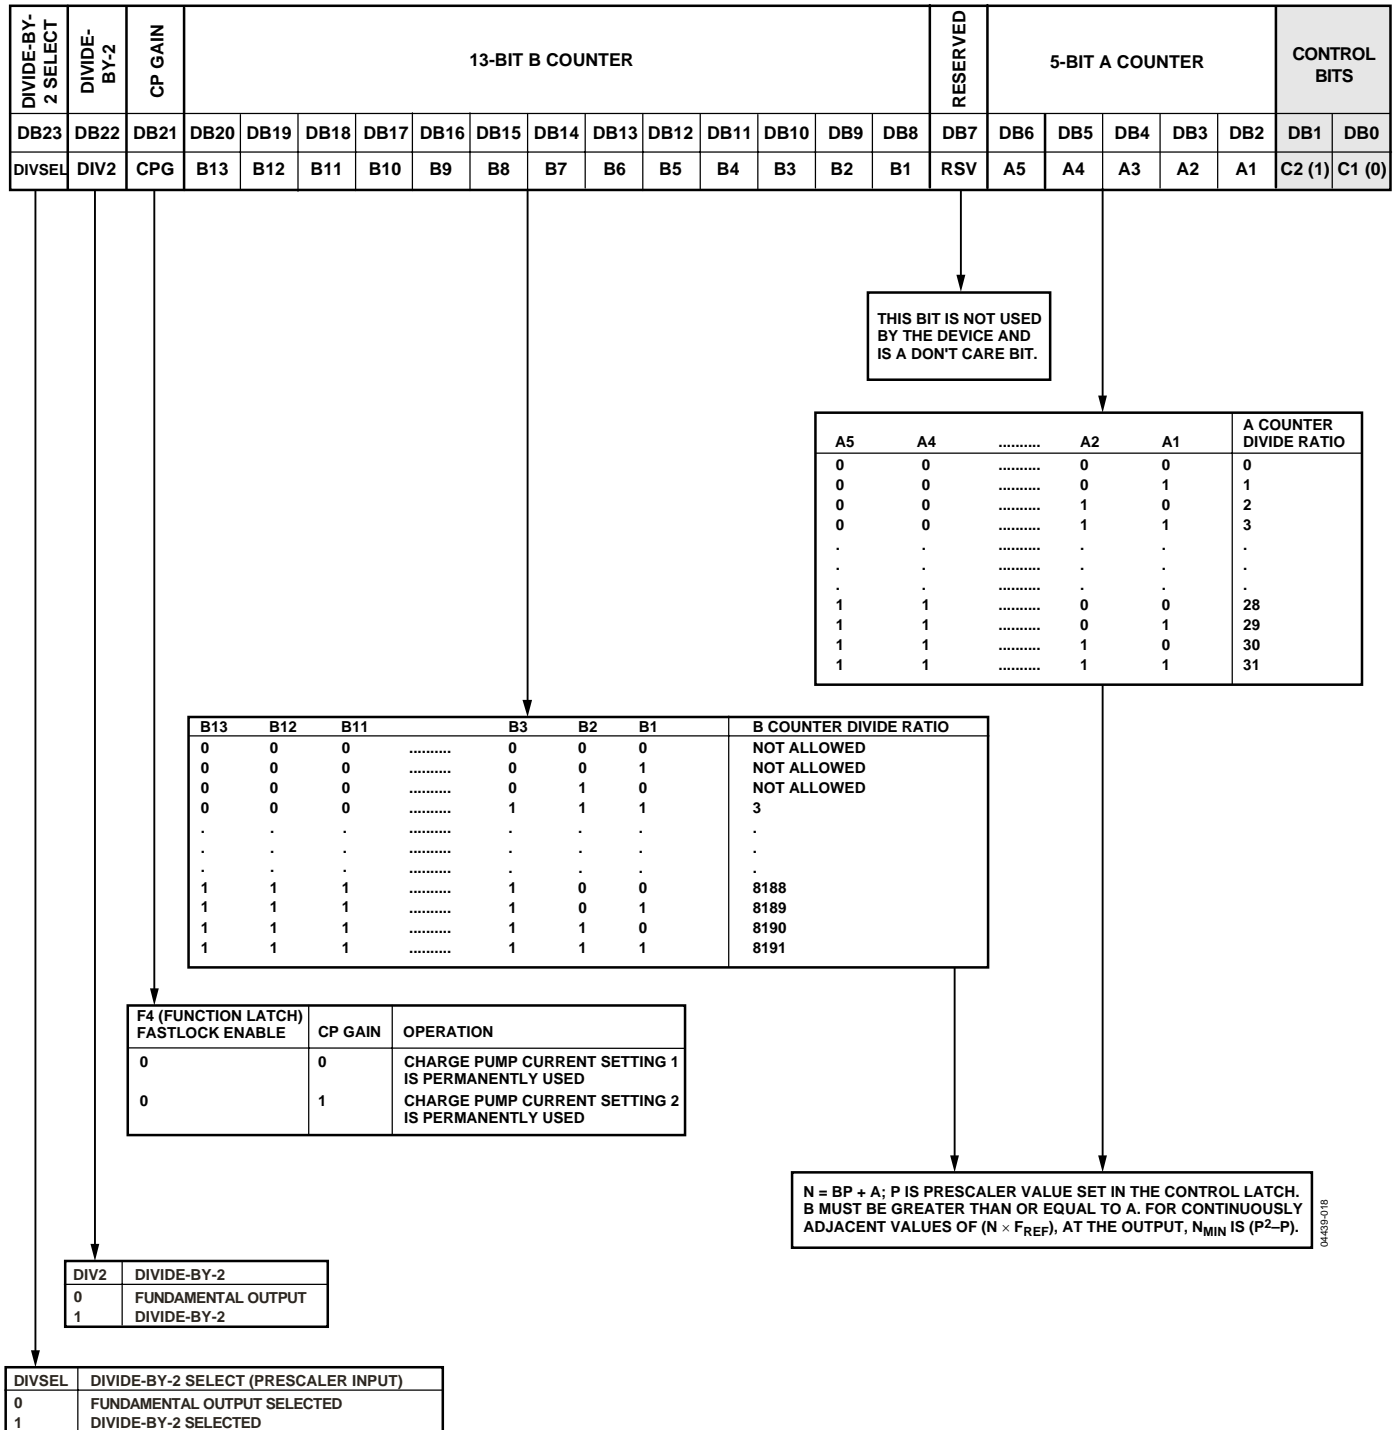 DIVIDE-BY-
2 SELECT
DIVIDE-
BY-2
CP GAIN
13-BIT B COUNTER
RESERVED
5-BIT A COUNTER
CONTROL
BITS
DB23 DB22 DB21 DB20 DB19 DB18 DB17 DB16 DB15 DB14 DB13 DB12 DB11 DB10 DB9 DB8 DB7 DB6 DB5 DB4 DB3 DB2 DB1 DB0
DIVSEL DIV2 CPG B13 B12 B11 B10 B9 B8 B7 B6 B5 B4 B3 B2 B1 RSV A5 A4 A3 A2 A1 C2 (1) C1 (0)
THIS BIT IS NOT USED
BY THE DEVICE AND
IS A DON'T CARE BIT.
A COUNTER
A5 A4 .......... A2 A1 DIVIDE RATIO
0 0 .......... 0 0 0
0 0 .......... 0 1 1
0 0 .......... 1 0 2
0 0 .......... 1 1 3
. . .......... . . .
. . .......... . . .
. . .......... . . .
1 1 .......... 0 0 28
1 1 .......... 0 1 29
1 1 .......... 1 0 30
1 1 .......... 1 1 31
B13 B12 B11 B3 B2 B1 B COUNTER DIVIDE RATIO
0 0 0 .......... 0 0 0 NOT ALLOWED
0 0 0 .......... 0 0 1 NOT ALLOWED
0 0 0 .......... 0 1 0 NOT ALLOWED
0 0 0 .......... 1 1 1 3
. . . .......... . . . .
. . . .......... . . . .
. . . .......... . . . .
1 1 1 .......... 1 0 0 8188
1 1 1 .......... 1 0 1 8189
1 1 1 .......... 1 1 0 8190
1 1 1 .......... 1 1 1 8191
F4 (FUNCTION LATCH)
FASTLOCK ENABLE CP GAIN OPERATION
0 0 CHARGE PUMP CURRENT SETTING 1
IS PERMANENTLY USED
0 1 CHARGE PUMP CURRENT SETTING 2
IS PERMANENTLY USED
N = BP + A; P IS PRESCALER VALUE SET IN THE CONTROL LATCH.
B MUST BE GREATER THAN OR EQUAL TO A. FOR CONTINUOUSLY
ADJACENT VALUES OF (N × FREF), AT THE OUTPUT, NMIN IS (P²–P).
04439-018
DIV2 DIVIDE-BY-2
0 FUNDAMENTAL OUTPUT
1 DIVIDE-BY-2
DIVSEL DIVIDE-BY-2 SELECT (PRESCALER INPUT)
0 FUNDAMENTAL OUTPUT SELECTED
1 DIVIDE-BY-2 SELECTED